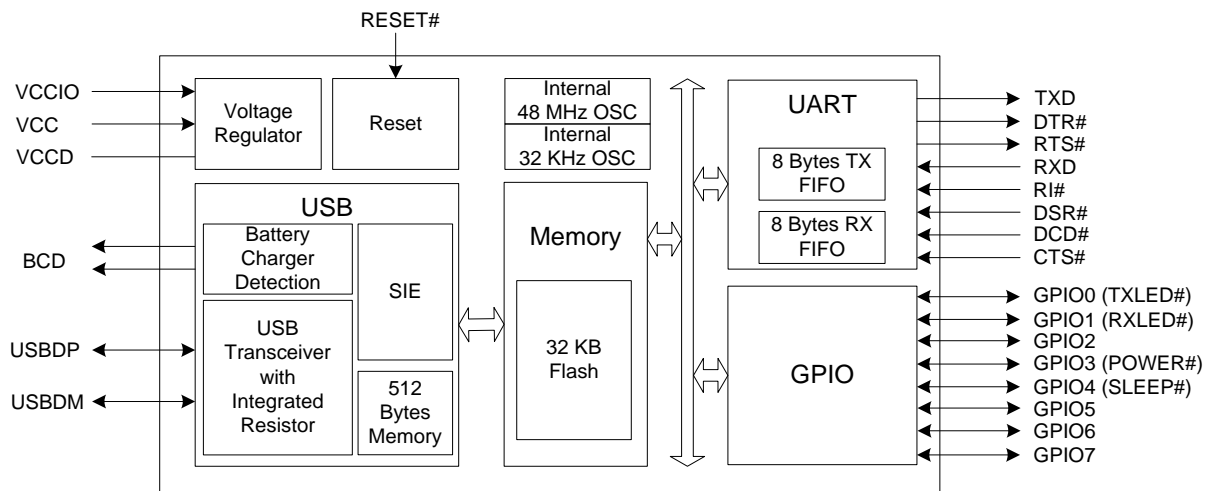 RESET#
VCCIO
VCC
VCCD
Voltage
Regulator
Reset
Internal
48 MHz OSC
Internal
32 KHz OSC
USB
Battery
Charger
Detection
SIE
USB
Transceiver
with
Integrated
Resistor
512
Bytes
Memory
BCD
USBDP
USBDM
Memory
32 KB
Flash
UART
8 Bytes TX
FIFO
8 Bytes RX
FIFO
TXD
DTR#
RTS#
RXD
RI#
DSR#
DCD#
CTS#
GPIO
GPIO0 (TXLED#)
GPIO1 (RXLED#)
GPIO2
GPIO3 (POWER#)
GPIO4 (SLEEP#)
GPIO5
GPIO6
GPIO7